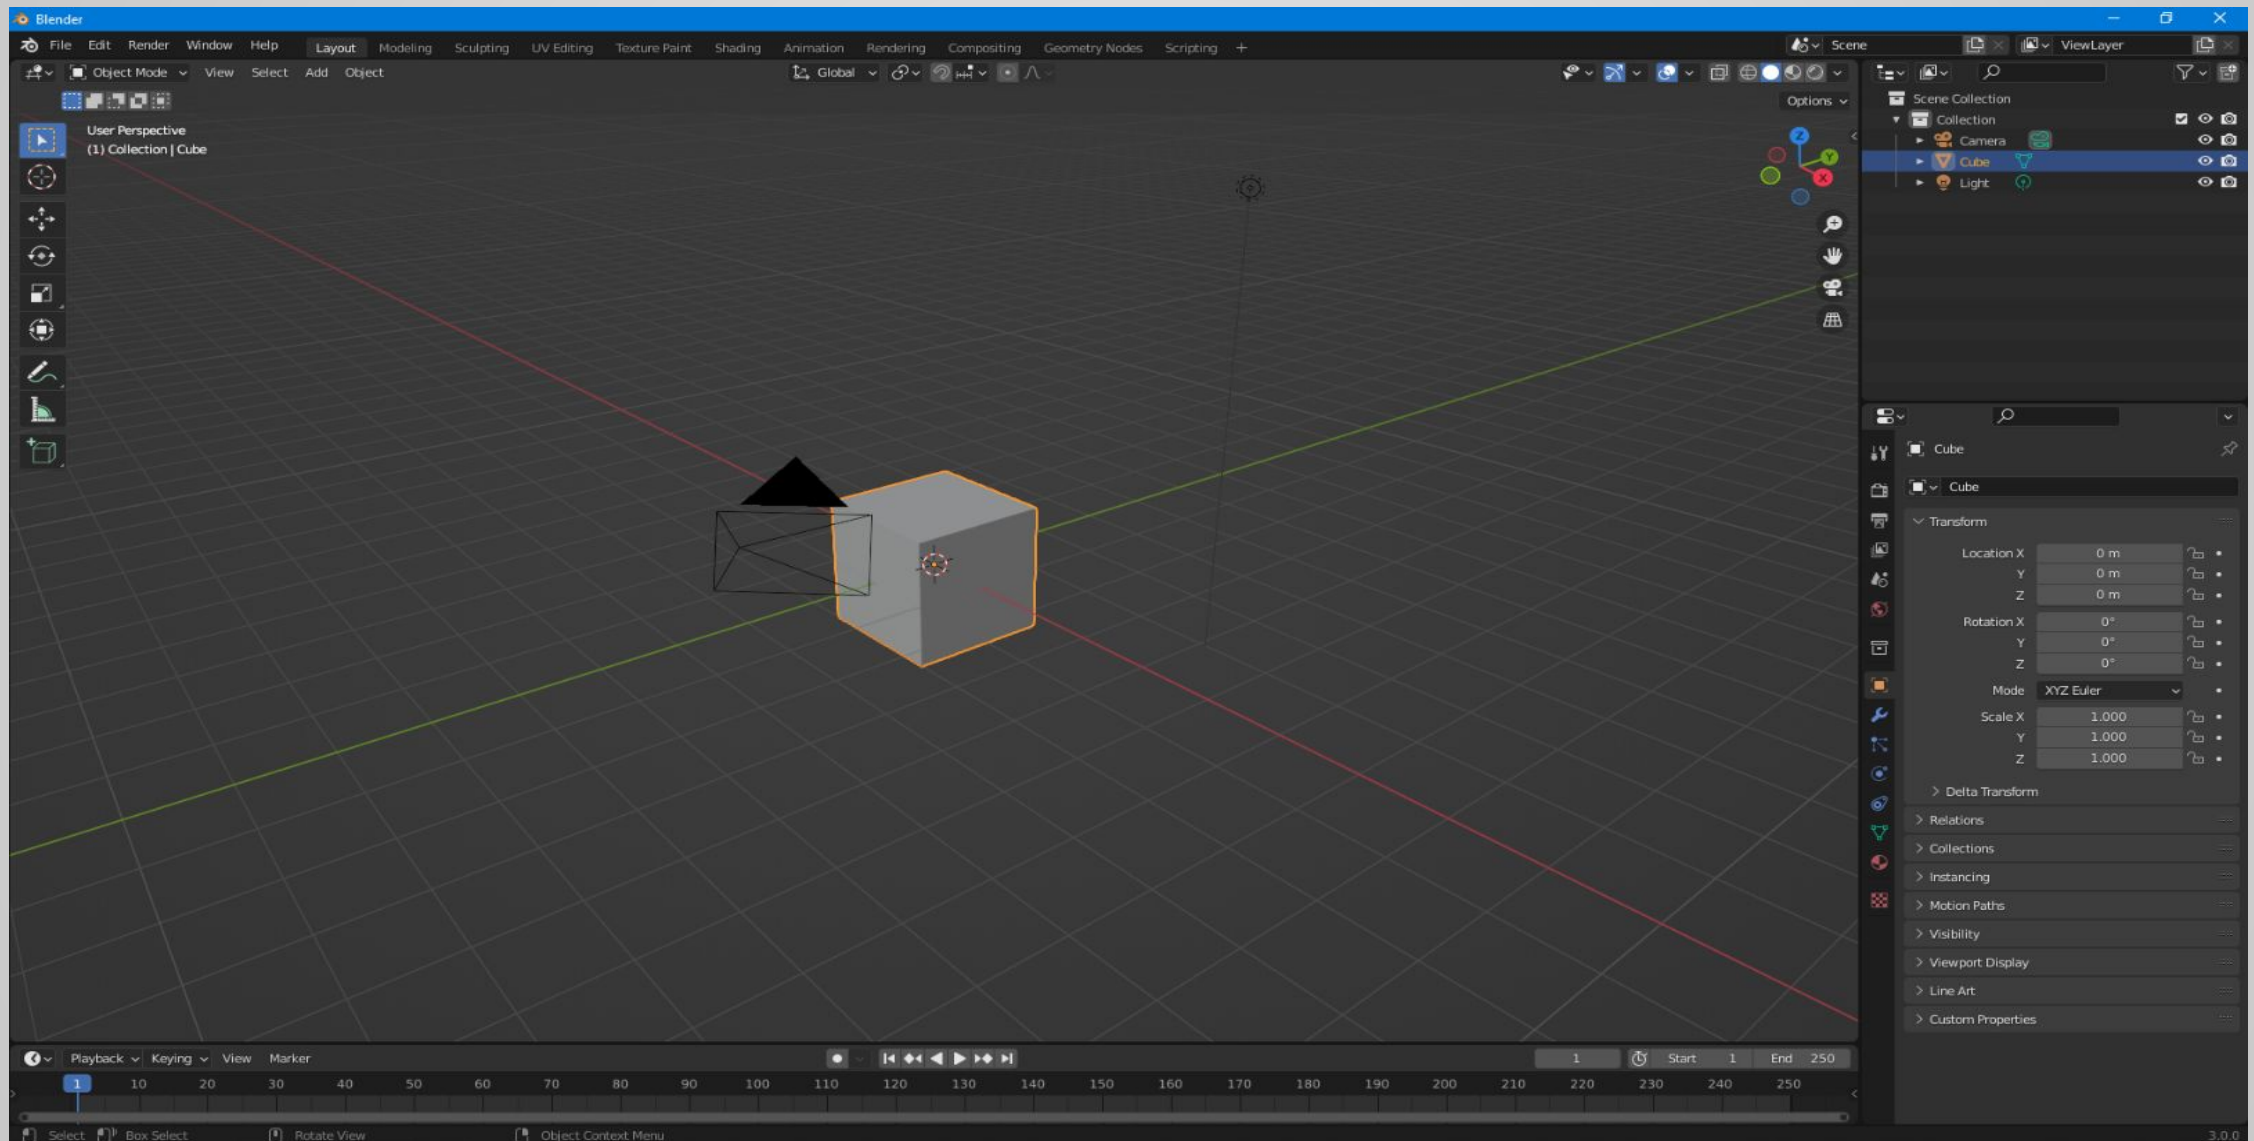 Blender
File Edit Render Window Help Layout Modeling Sculpting UV Editing Texture Paint Shading Animation Rendering Compositing Geometry Nodes Scripting + Scene ViewLayer
Object Mode View Select Add Object Global
Options
User Perspective
(1) Collection | Cube
Z
Y
X
Scene Collection
Collection
Camera
Cube
Light
Cube
Cube
Transform
Location X 0 m
Y 0 m
Z 0 m
Rotation X 0°
Y 0°
Z 0°
Mode XYZ Euler
Scale X 1.000
Y 1.000
Z 1.000
Delta Transform
Relations
Collections
Instancing
Motion Paths
Visibility
Viewport Display
Line Art
Custom Properties
Playback Keying View Marker 1 Start 1 End 250
1 10 20 30 40 50 60 70 80 90 100 110 120 130 140 150 160 170 180 190 200 210 220 230 240 250
Select Box Select Rotate View Object Context Menu 3.0.0